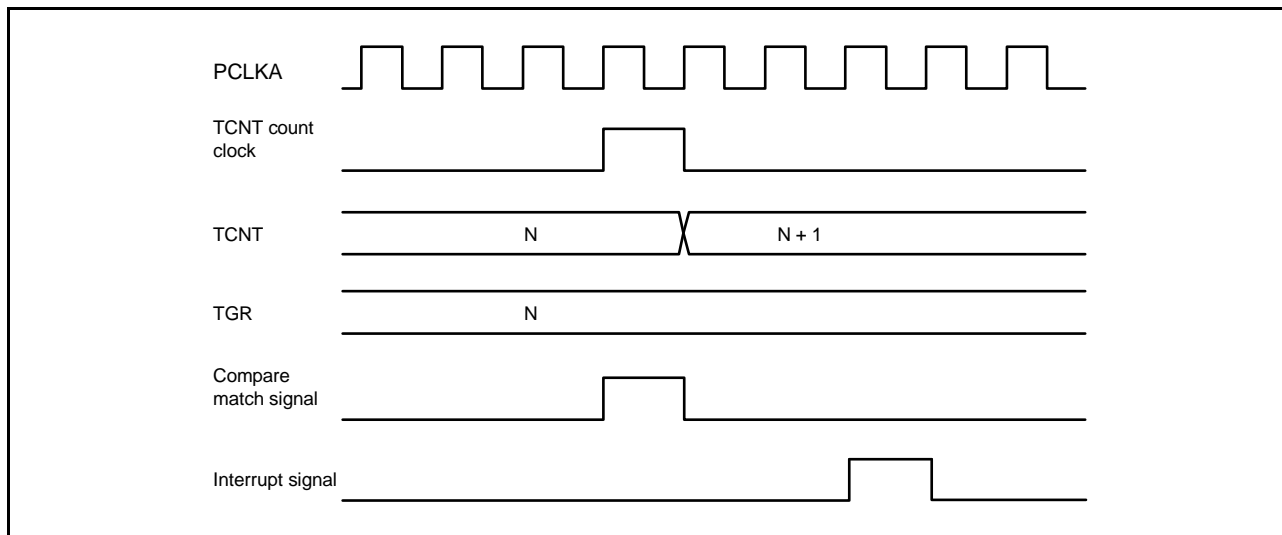 PCLKA
TCNT count
clock
TCNT
N
N + 1
TGR
N
Compare
match signal
Interrupt signal